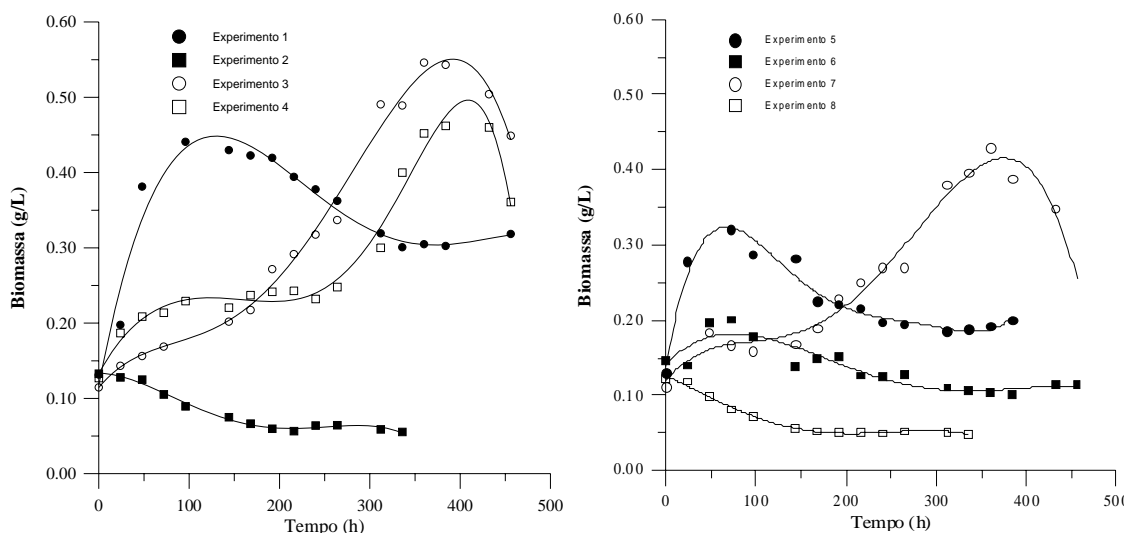 0.60
0.50
0.40
0.30
0.20
0.10
0.00
Biomassa (g/L)
Experimento 1
Experimento 2
Experimento 3
Experimento 4
0 100 200 300 400 500
Tempo (h)
0.60
0.50
0.40
0.30
0.20
0.10
0.00
Biomassa (g/L)
Experimento 5
Experimento 6
Experimento 7
Experimento 8
0 100 200 300 400 500
Tempo (h)